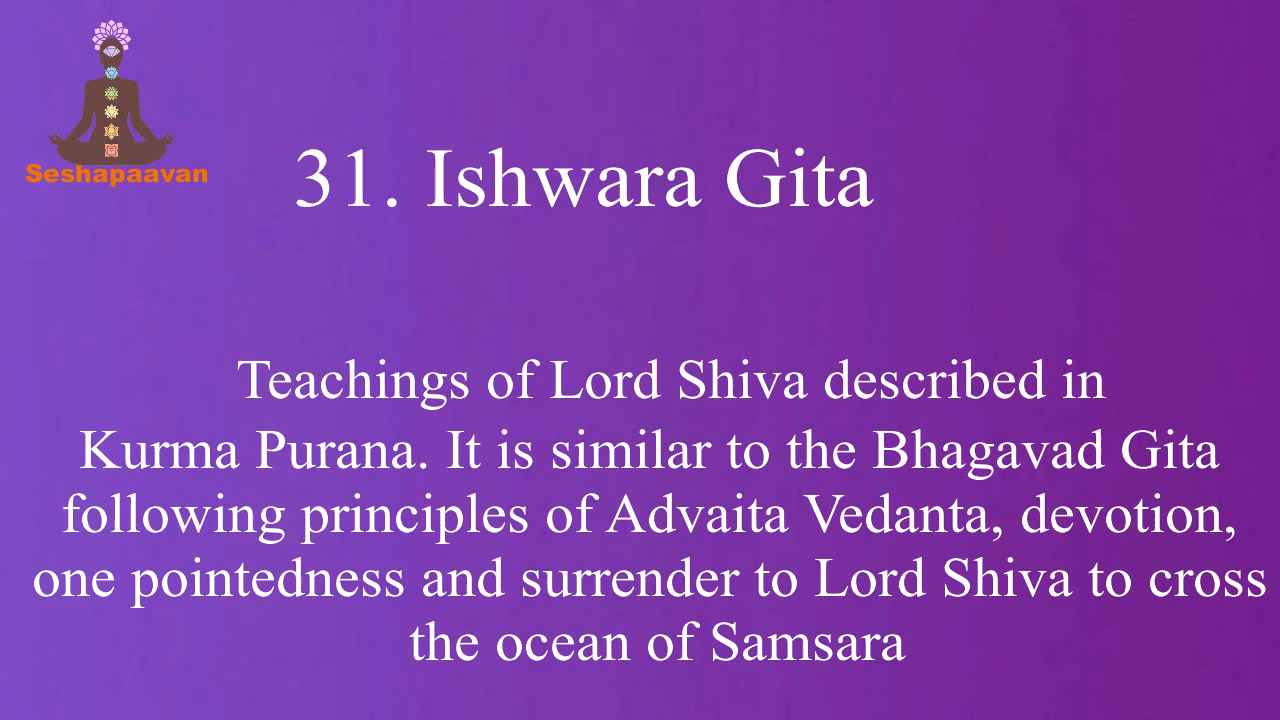 Seshapaavan
31. Ishwara Gita
Teachings of Lord Shiva described in
Kurma Purana. It is similar to the Bhagavad Gita
following principles of Advaita Vedanta, devotion,
one pointedness and surrender to Lord Shiva to cross
the ocean of Samsara